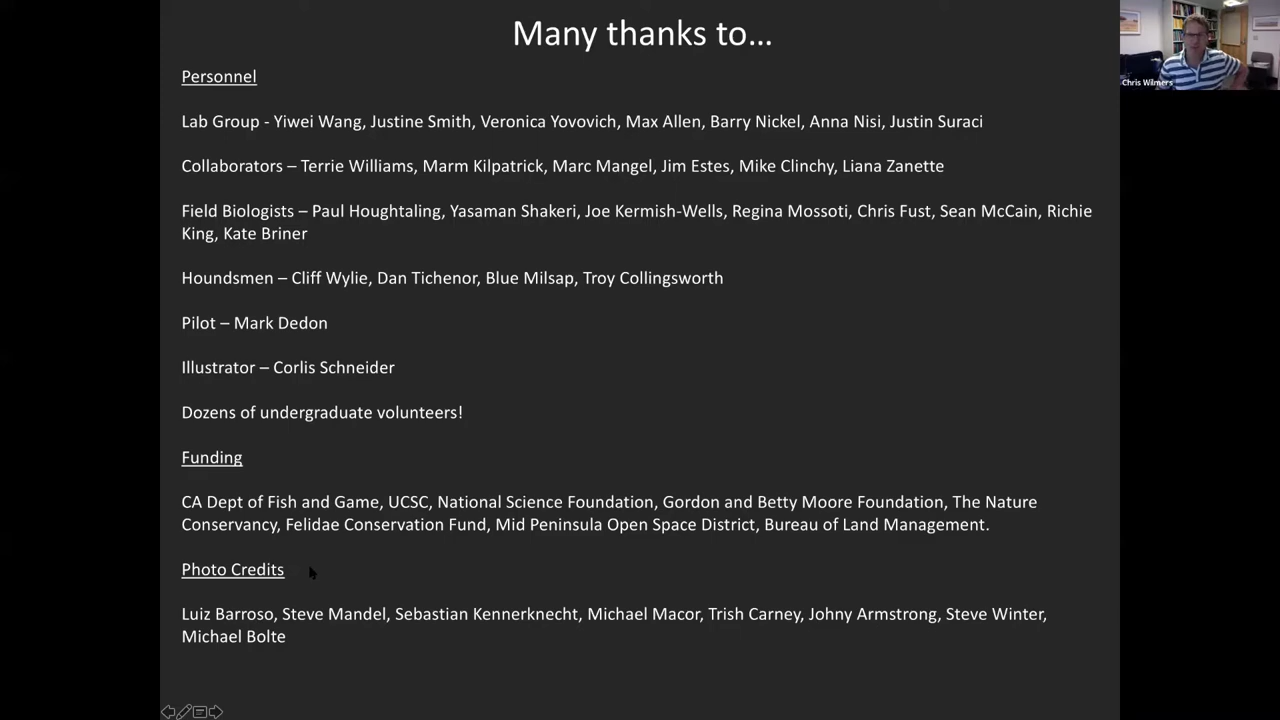 Many thanks to...
Chris Wilmers
Personnel
Lab Group - Yiwei Wang, Justine Smith, Veronica Yovovich, Max Allen, Barry Nickel, Anna Nisi, Justin Suraci
Collaborators – Terrie Williams, Marm Kilpatrick, Marc Mangel, Jim Estes, Mike Clinchy, Liana Zanette
Field Biologists – Paul Houghtaling, Yasaman Shakeri, Joe Kermish-Wells, Regina Mossoti, Chris Fust, Sean McCain, Richie
King, Kate Briner
Houndsmen – Cliff Wylie, Dan Tichenor, Blue Milsap, Troy Collingsworth
Pilot – Mark Dedon
Illustrator – Corlis Schneider
Dozens of undergraduate volunteers!
Funding
CA Dept of Fish and Game, UCSC, National Science Foundation, Gordon and Betty Moore Foundation, The Nature
Conservancy, Felidae Conservation Fund, Mid Peninsula Open Space District, Bureau of Land Management.
Photo Credits
Luiz Barroso, Steve Mandel, Sebastian Kennerknecht, Michael Macor, Trish Carney, Johny Armstrong, Steve Winter,
Michael Bolte